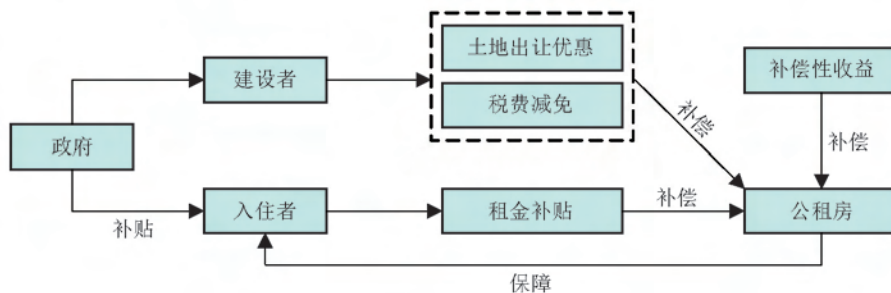 土地出让优惠
建设者
补偿性收益
税费减免
补偿
补偿
政府
补贴
入住者
租金补贴
补偿
公租房
保障